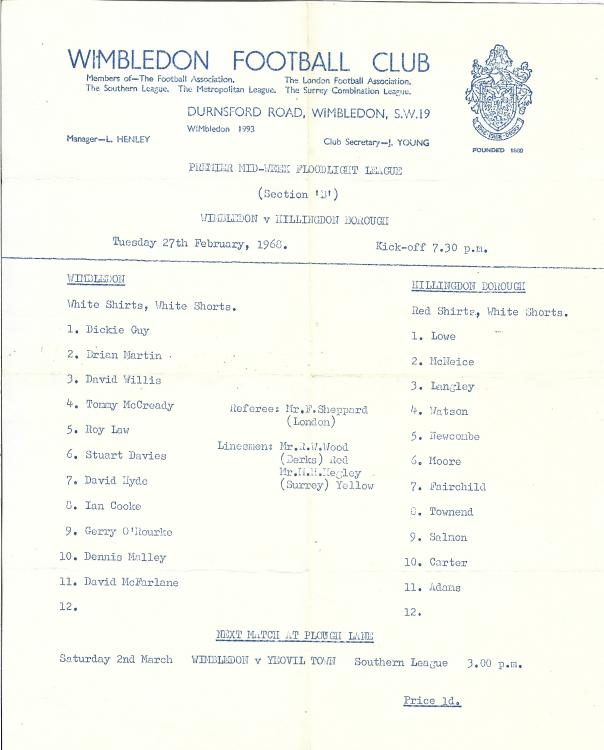 WIMBLEDON FOOTBALL CLUB
Members of—The Football Association. The London Football Association.
The Southern League. The Metropolitan League. The Surrey Combination League.
DURNSFORD ROAD, WIMBLEDON, S.W.19
WIMbledon 1993
Manager—L. HENLEY
Club Secretary—J. YOUNG
FOUNDED 1889
PREMIER MID-WEEK FLOODLIGHT LEAGUE
(Section 'B')
WIMBLEDON v HILLINGDON BOROUGH
Tuesday 27th February, 1968. Kick-off 7.30 p.m.
WIMBLEDON
White Shirts, White Shorts.
1. Dickie Guy
2. Brian Martin
3. David Willis
4. Tommy McCready
5. Roy Law
6. Stuart Davies
7. David Hyde
8. Ian Cooke
9. Gerry O'Rourke
10. Dennis Malley
11. David McFarlane
12.
Referee: Mr.F.Sheppard
(London)
Linesmen: Mr.R.W.Wood
(Berks) Red
Mr.H.H.Hegley
(Surrey) Yellow
HILLINGDON BOROUGH
Red Shirts, White Shorts.
1. Lowe
2. McNeice
3. Langley
4. Watson
5. Newcombe
6. Moore
7. Fairchild
8. Townend
9. Salmon
10. Carter
11. Adams
12.
NEXT MATCH AT PLOUGH LANE
Saturday 2nd March WIMBLEDON v YEOVIL TOWN Southern League 3.00 p.m.
Price 1d.